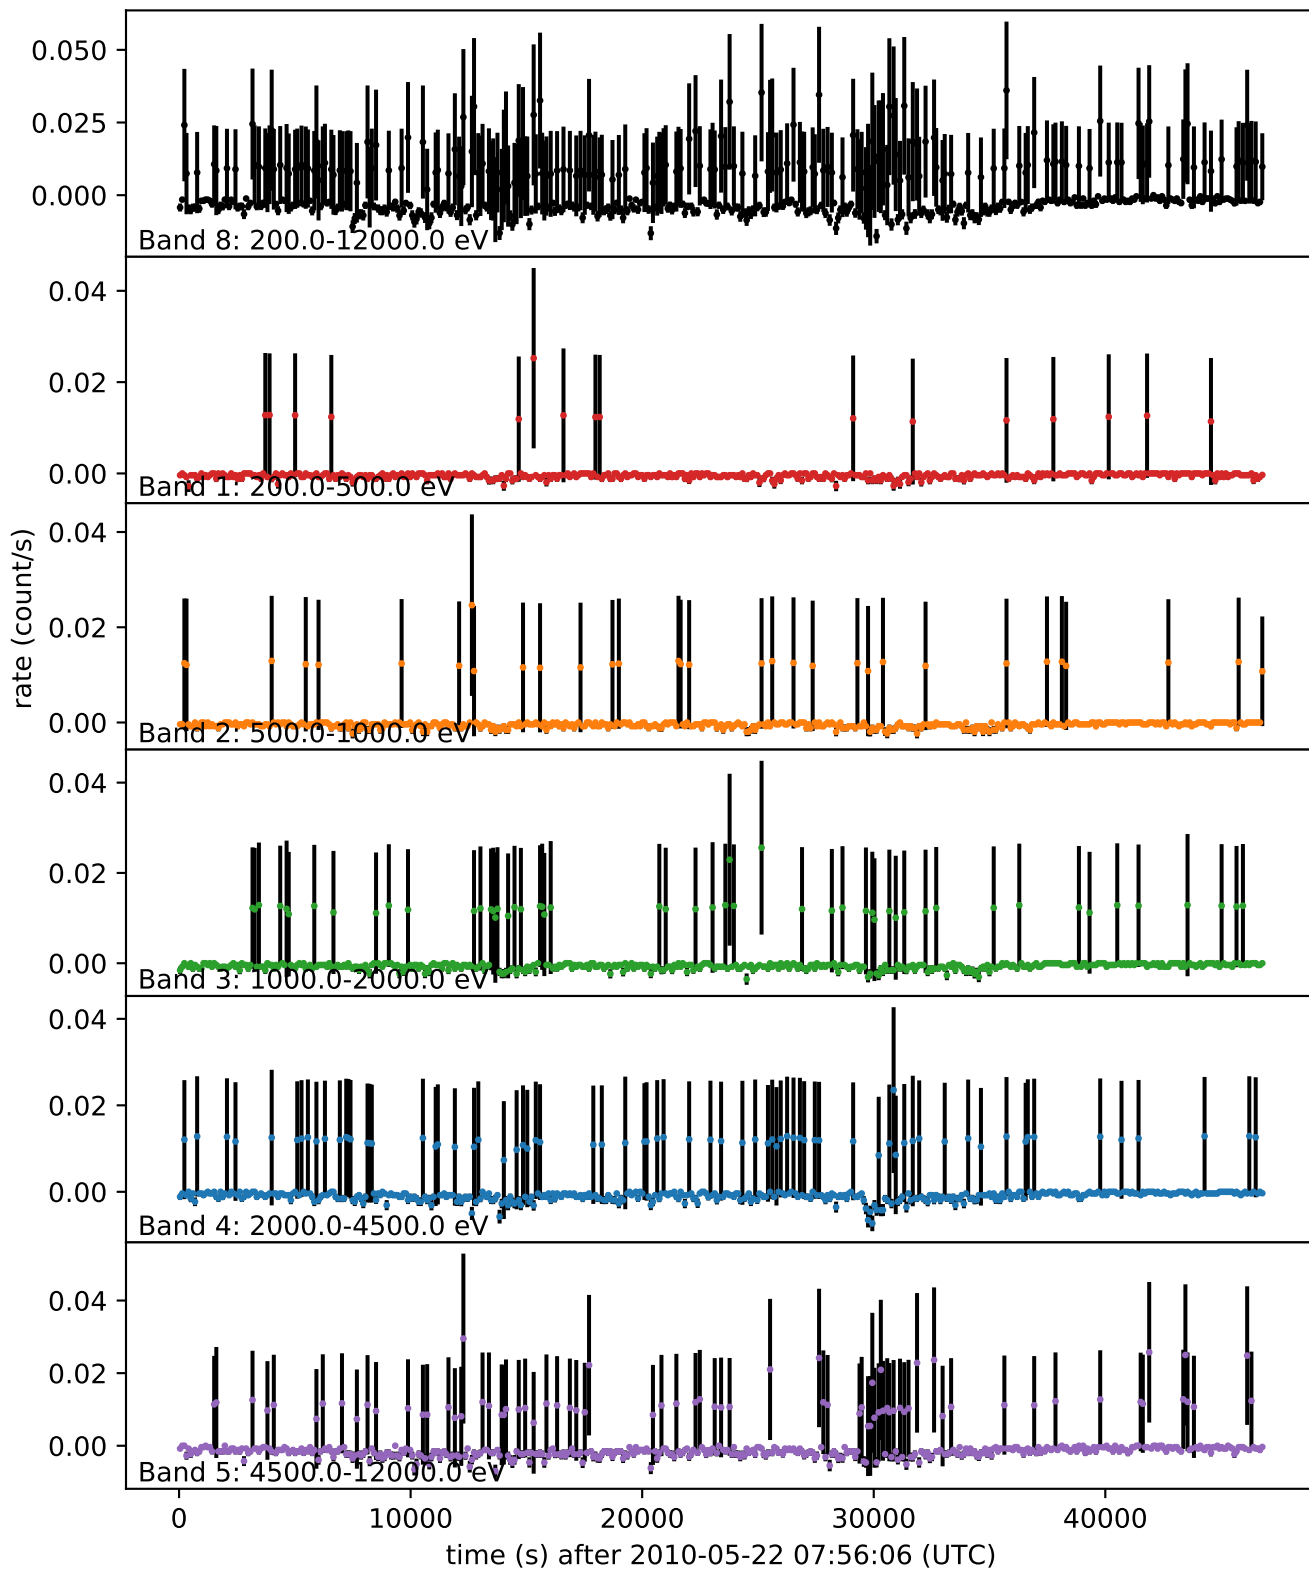 0.050
0.025
0.000
Band 8: 200.0-12000.0 eV
0.04
0.02
0.00
Band 1: 200.0-500.0 eV
0.04
0.02
0.00
Band 2: 500.0-1000.0 eV
rate (count/s)
0.04
0.02
0.00
Band 3: 1000.0-2000.0 eV
0.04
0.02
0.00
Band 4: 2000.0-4500.0 eV
0.04
0.02
0.00
Band 5: 4500.0-12000.0 eV
0 10000 20000 30000 40000
time (s) after 2010-05-22 07:56:06 (UTC)